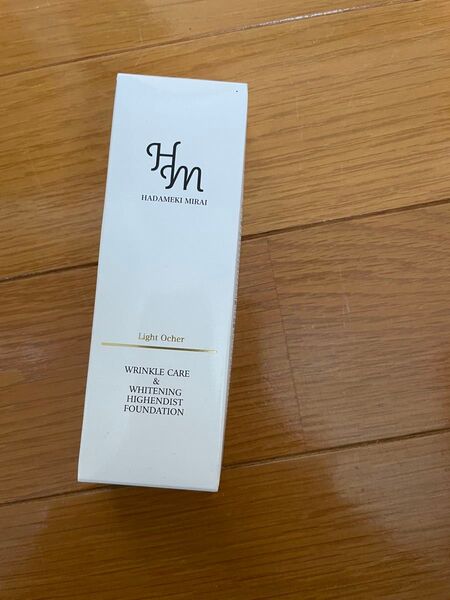 HM
HADAMEKI MIRAI
Light Ocher
WRINKLE CARE
&
WHITENING
HIGHENDIST
FOUNDATION